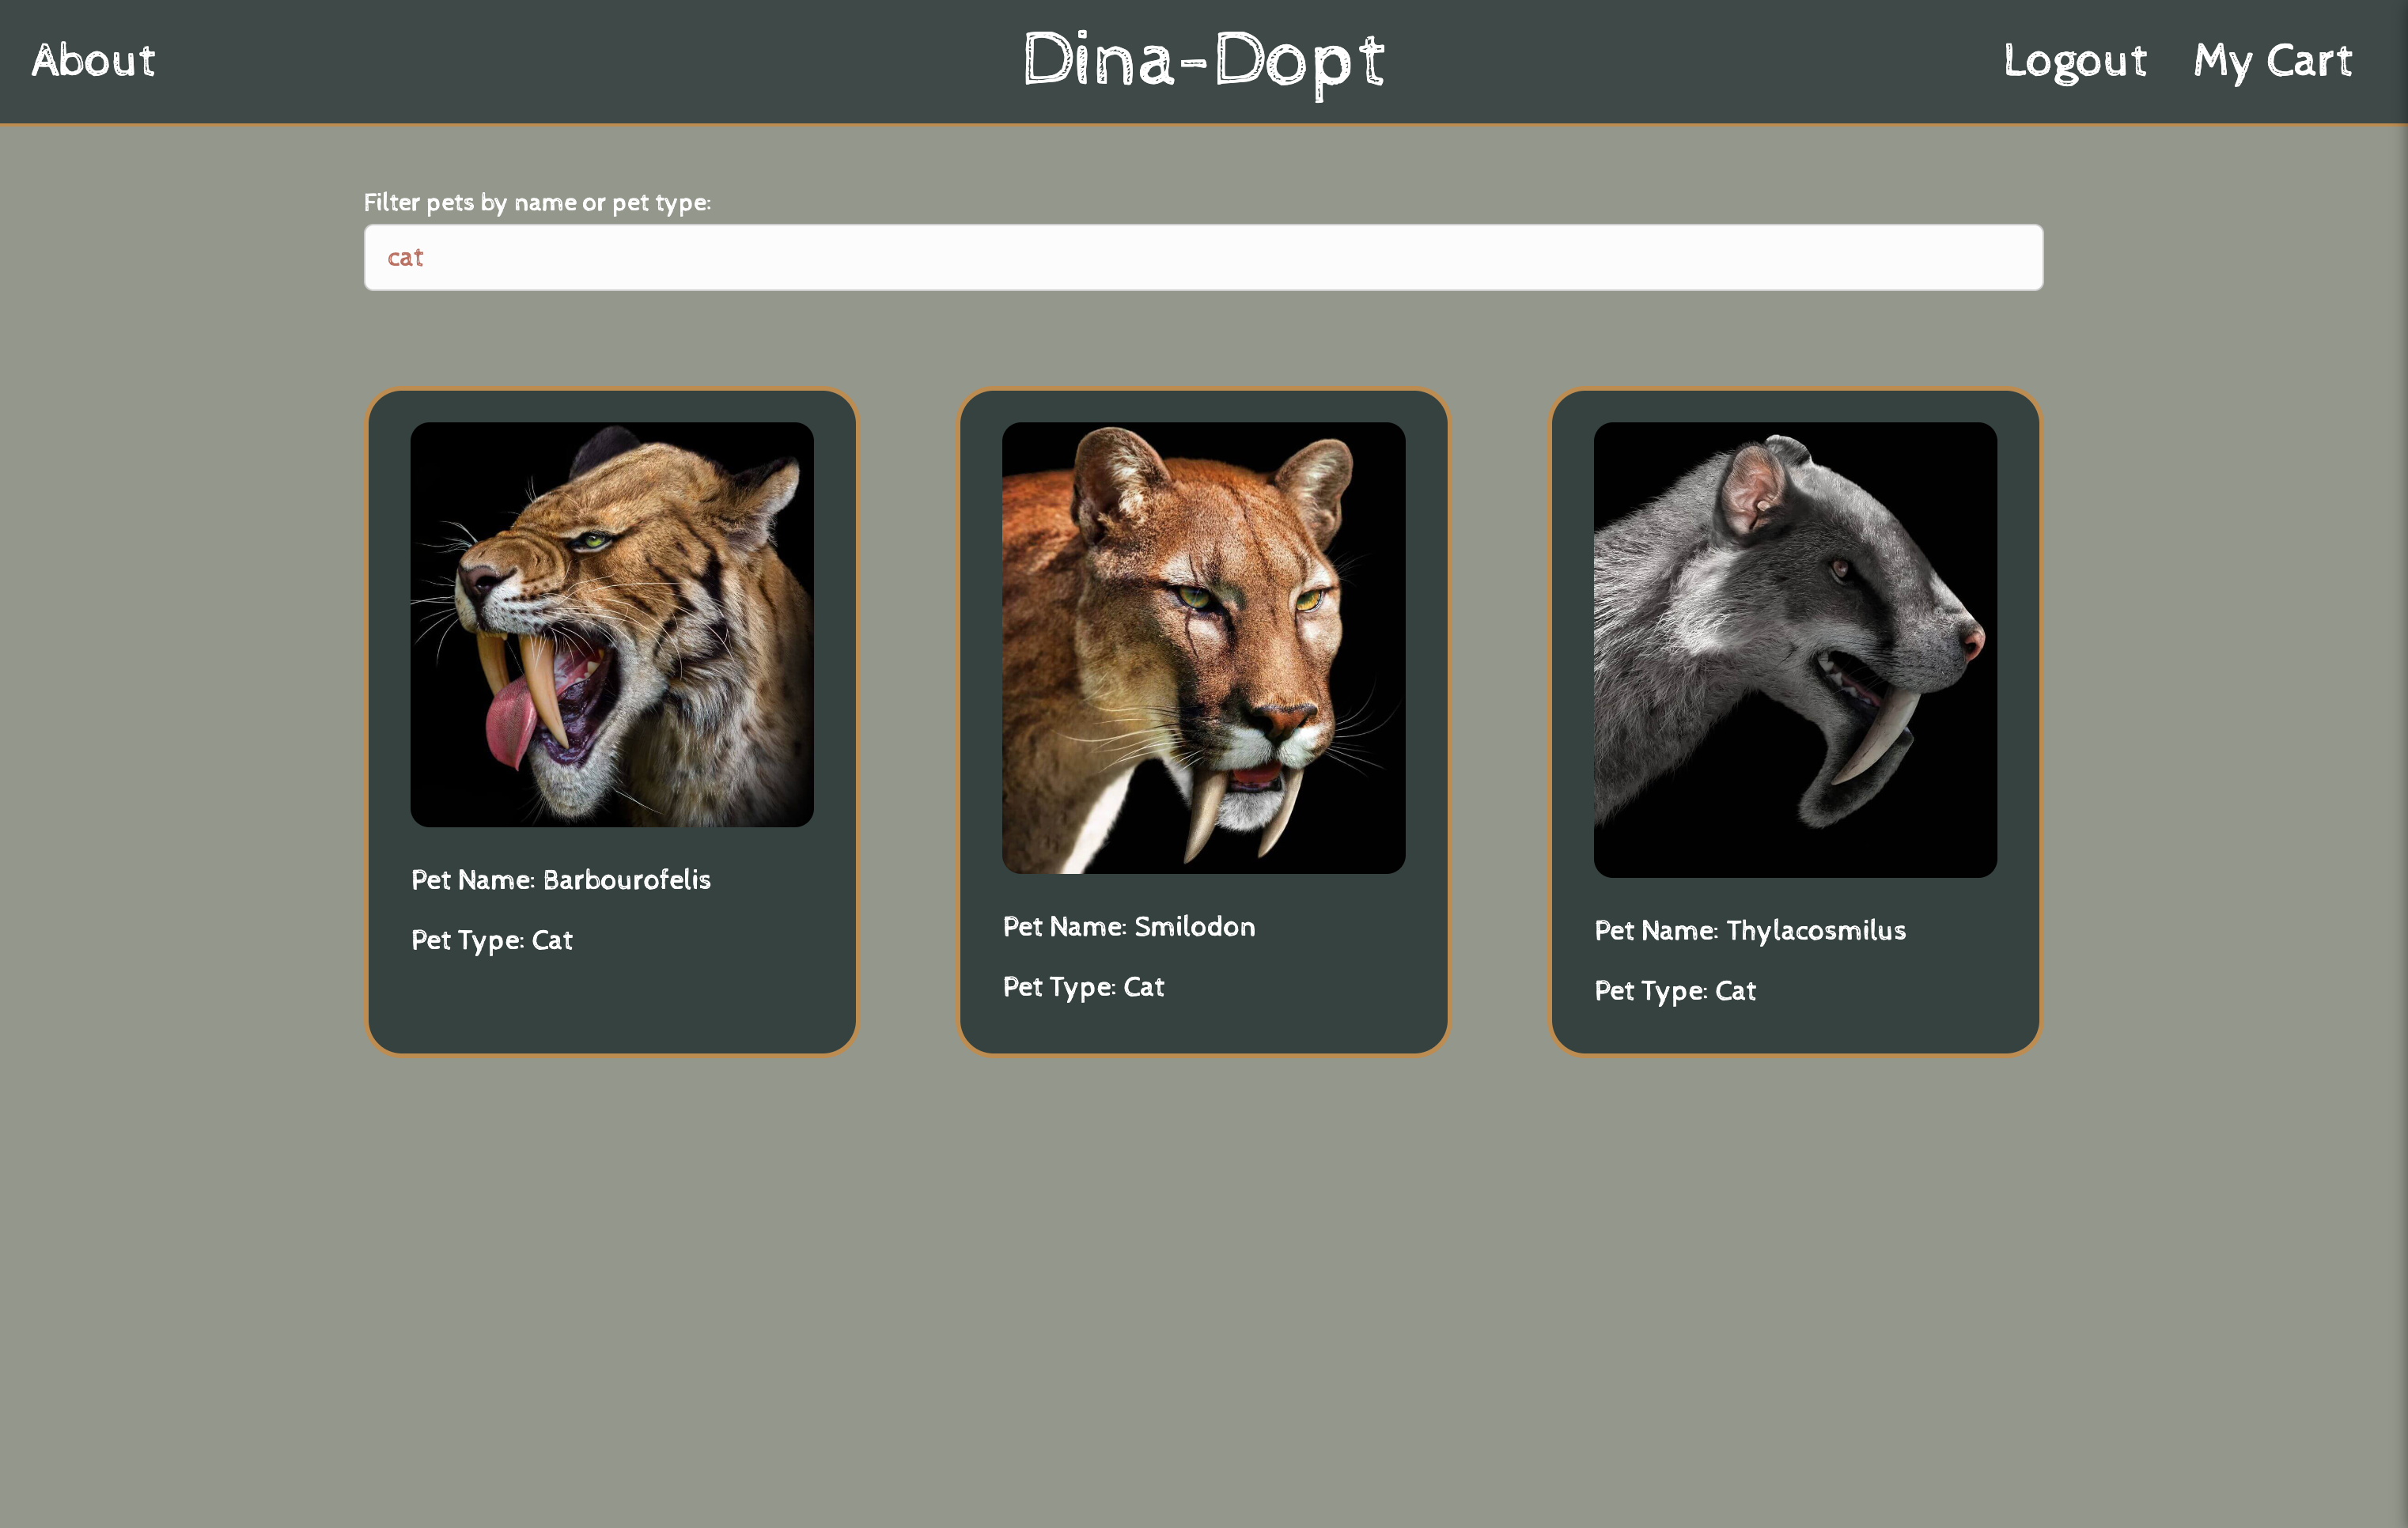 About
Dina-Dopt
Logout
My Cart
Filter pets by name or pet type:
cat
Pet Name: Barbourofelis
Pet Type: Cat
Pet Name: Smilodon
Pet Type: Cat
Pet Name: Thylacosmilus
Pet Type: Cat